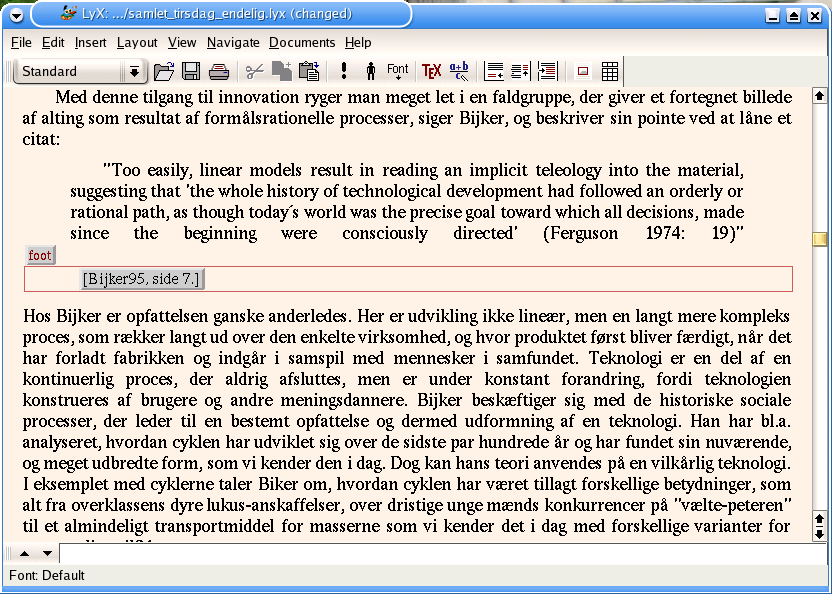 LyX: .../samlet_tirsdag_endelig.lyx (changed)
File Edit Insert Layout View Navigate Documents Help
Standard ! Font TEX a+b c
Med denne tilgang til innovation ryger man meget let i en faldgruppe, der giver et fortegnet billede
af alting som resultat af formålsrationelle processer, siger Bijker, og beskriver sin pointe ved at låne et
citat:
"Too easily, linear models result in reading an implicit teleology into the material,
suggesting that 'the whole history of technological development had followed an orderly or
rational path, as though today´s world was the precise goal toward which all decisions, made
since the beginning were consciously directed' (Ferguson 1974: 19)"
foot
[Bijker95, side 7.]
Hos Bijker er opfattelsen ganske anderledes. Her er udvikling ikke lineær, men en langt mere kompleks
proces, som rækker langt ud over den enkelte virksomhed, og hvor produktet først bliver færdigt, når det
har forladt fabrikken og indgår i samspil med mennesker i samfundet. Teknologi er en del af en
kontinuerlig proces, der aldrig afsluttes, men er under konstant forandring, fordi teknologien
konstrueres af brugere og andre meningsdannere. Bijker beskæftiger sig med de historiske sociale
processer, der leder til en bestemt opfattelse og dermed udformning af en teknologi. Han har bl.a.
analyseret, hvordan cyklen har udviklet sig over de sidste par hundrede år og har fundet sin nuværende,
og meget udbredte form, som vi kender den i dag. Dog kan hans teori anvendes på en vilkårlig teknologi.
I eksemplet med cyklerne taler Biker om, hvordan cyklen har været tillagt forskellige betydninger, som
alt fra overklassens dyre lukus-anskaffelser, over dristige unge mænds konkurrencer på "vælte-peteren"
til et almindeligt transportmiddel for masserne som vi kender det i dag med forskellige varianter for
Font: Default